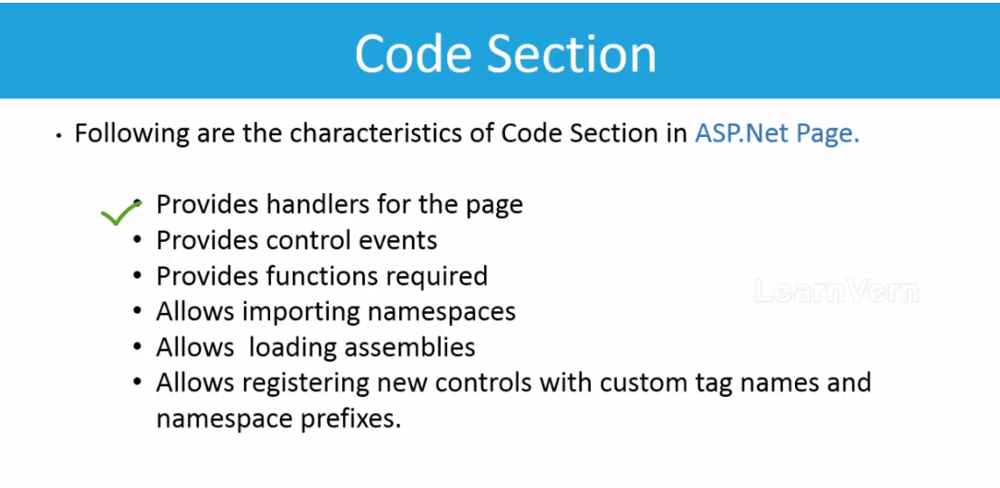 Code Section
• Following are the characteristics of Code Section in ASP.Net Page.
• Provides handlers for the page
• Provides control events
• Provides functions required
• Allows importing namespaces
• Allows  loading assemblies
• Allows registering new controls with custom tag names and
namespace prefixes.
LearnVern